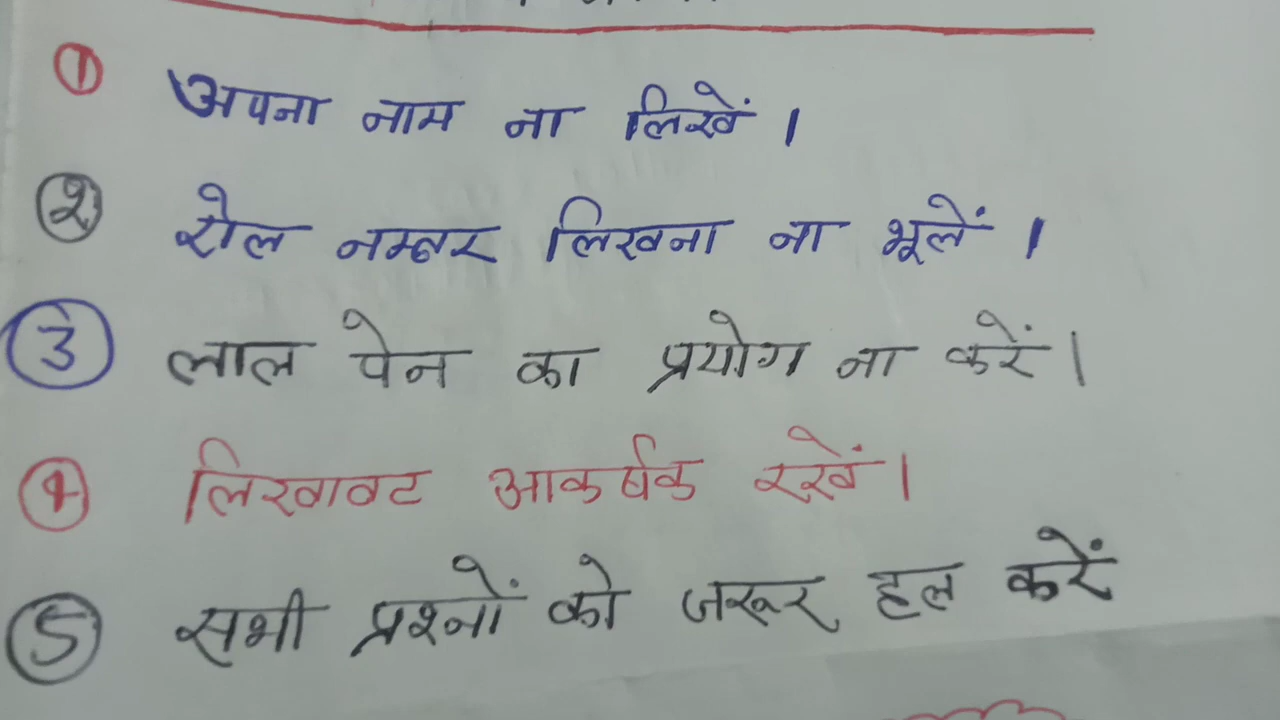 ① अपना नाम ना लिखें ।
② रोल नम्बर लिखना ना भूलें ।
③ लाल पेन का प्रयोग ना करें ।
④ लिखावट आकर्षक रखें ।
⑤ सभी प्रश्नों को जरूर हल करें